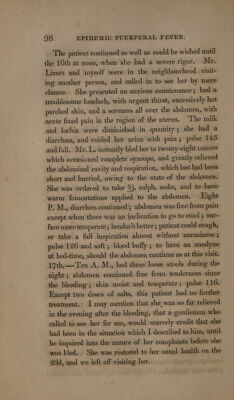 98 EPIDEMIC PUERPERAL FEVER.
The patient continued as well as could be wished until
the 16th at noon, when she had a severe rigor. Mr.
Lizars and myself were in the neighbourhood visit-
ing another person, and called in to see her by mere
chance. She presented an anxious countenance; had a
troublesome headach, with urgent thirst, excessively hot
parched skin, and a soreness all over the abdomen, with
acute fixed pain in the region of the uterus. The milk
and lochia were diminished in quantity; she had a
diarrhœa, and voided her urine with pain; pulse 145
and full. Mr. L. instantly bled her to twenty-eight ounces
which occasioned complete syncope, and greatly relieved
the abdominal cavity and respiration, which last had been
short and hurried, owing to the state of the abdomen.
She was ordered to take ℥j. sulph. sodæ, and to have
warm fomentations applied to the abdomen. Eight
P. M., diarrhœa continued; abdomen was free from pain
except when there was an inclination to go to stool; sur-
face more temperate; headach better; patient could cough,
or take a full inspiration almost without uneasiness;
pulse 126 and soft; blood buffy; to have an anodyne
at bed-time, should the abdomen continue as at this visit.
17th,—Ten A. M., had three loose stools during the
night; abdomen continued free from tenderness since
the bleeding; skin moist and temperate; pulse 116.
Except two doses of salts, this patient had no further
treatment. I may mention that she was so far relieved
in the evening after the bleeding, that a gentleman who
called to see her for me, would scarcely credit that she
had been in the situation which I described to him, until
he inquired into the nature of her complaints before she
was bled. She was restored to her usual health on the
23d, and we left off visiting her.